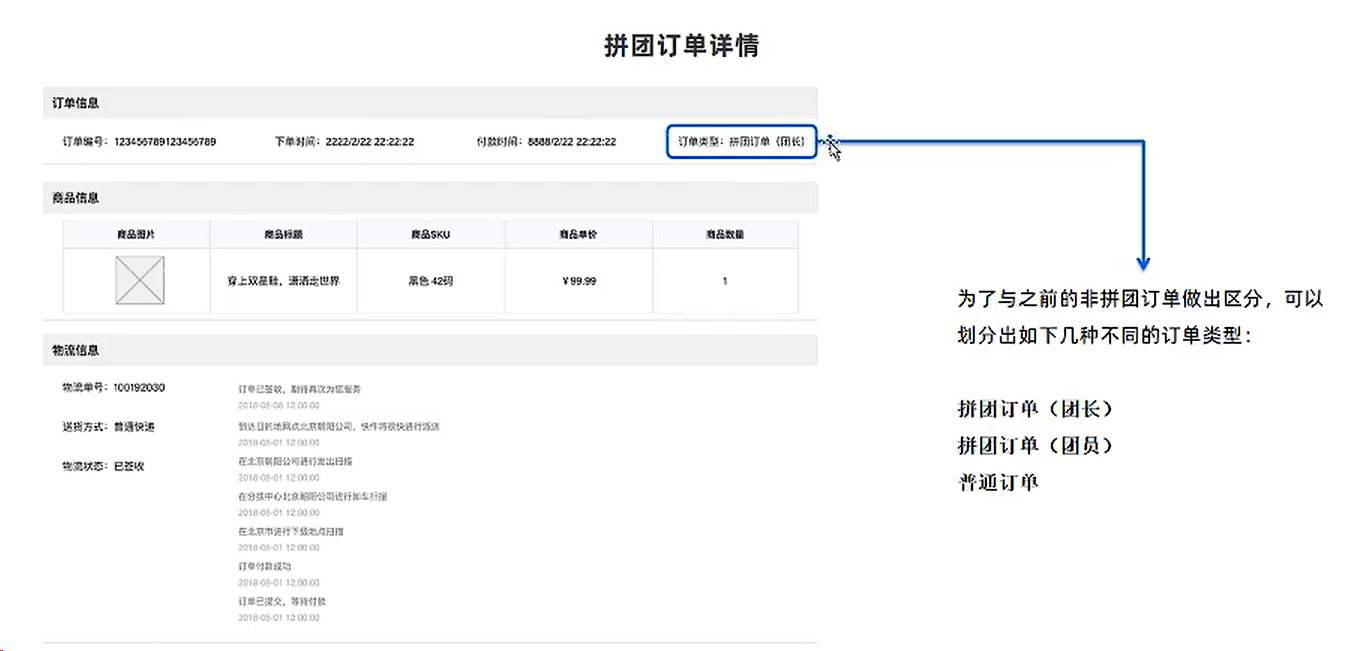 拼团订单详情
订单信息
订单编号：123456789123456789 下单时间：2222/2/22 22:22:22 付款时间：8888/2/22 22:22:22 订单类型：拼团订单（团长）
商品信息
商品图片 商品标题 商品SKU 商品单价 商品数量
穿上双星鞋，潇洒走世界 黑色 42码 ￥99.99 1
为了与之前的非拼团订单做出区分，可以
划分出如下几种不同的订单类型：
拼团订单（团长）
拼团订单（团员）
普通订单
物流信息
物流单号：100192030
送货方式：普通快递
物流状态：已签收
订单已签收，期待再次为您服务
2018-08-08 12:00:00
到达目的地网点北京朝阳公司，快件将很快进行派送
2018-08-01 12:00:00
在北京朝阳公司进行发出扫描
2018-08-01 12:00:00
在分拨中心北京朝阳公司进行卸车扫描
2018-08-01 12:00:00
在北京市进行下级地点扫描
2018-08-01 12:00:00
订单付款成功
2018-08-01 12:00:00
订单已提交，等待付款
2018-08-01 12:00:00